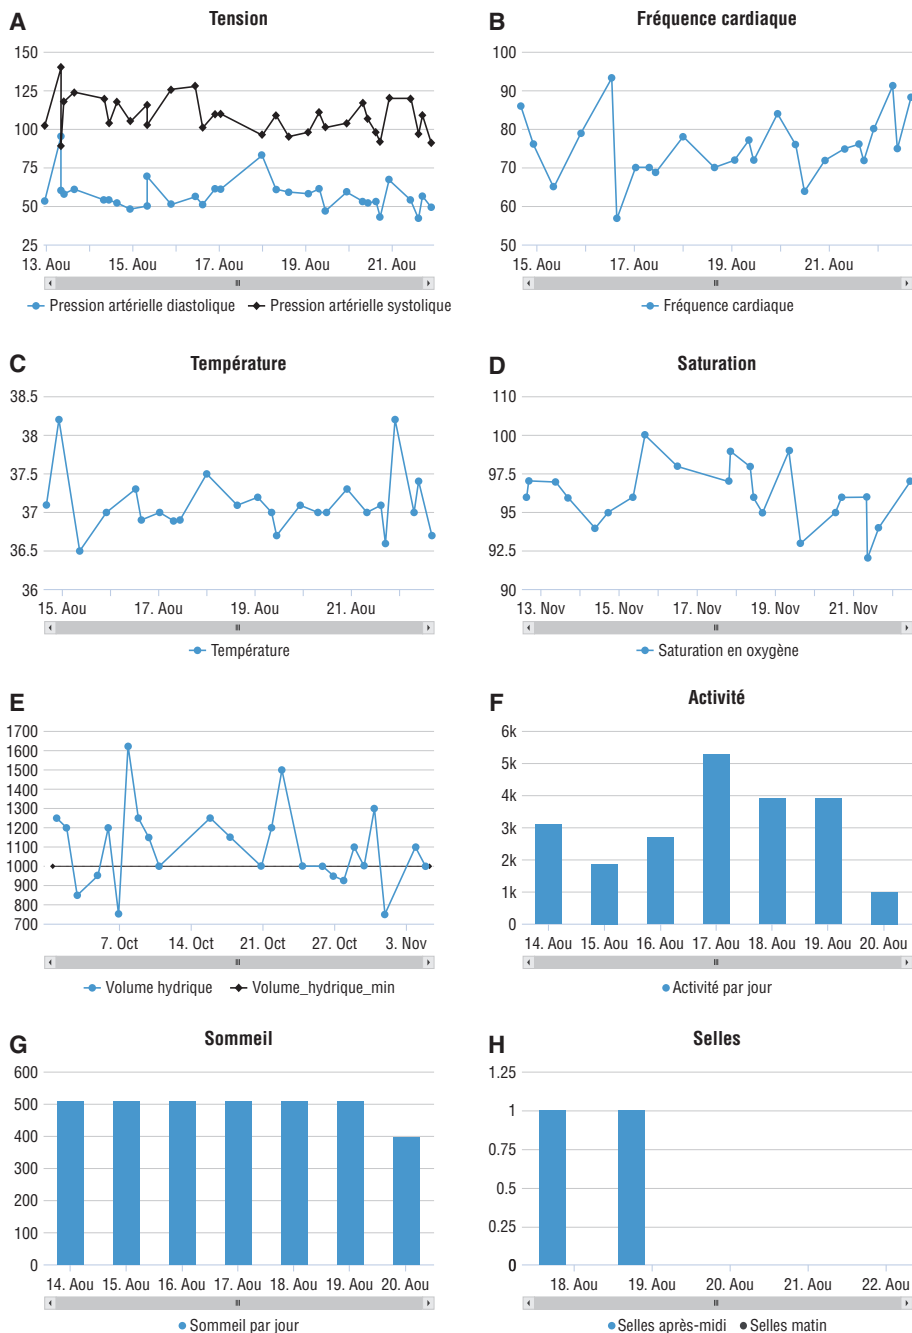 A
Tension
150
125
100
75
50
25
13. Aou
15. Aou
17. Aou
19. Aou
21. Aou
Pression artérielle diastolique
Pression artérielle systolique
B
Fréquence cardiaque
100
90
80
70
60
50
15. Aou
17. Aou
19. Aou
21. Aou
Fréquence cardiaque
C
Température
38.5
38
37.5
37
36.5
36
15. Aou
17. Aou
19. Aou
21. Aou
Température
D
Saturation
110
100
97.5
95
92.5
90
13. Nov
15. Nov
17. Nov
19. Nov
21. Nov
Saturation en oxygène
E
1700
1600
1500
1400
1300
1200
1100
1000
900
800
700
7. Oct
14. Oct
21. Oct
27. Oct
3. Nov
Volume hydrique
Volume_hydrique_min
F
Activité
6k
5k
4k
3k
2k
1k
0
14. Aou
15. Aou
16. Aou
17. Aou
18. Aou
19. Aou
20. Aou
Activité par jour
G
Sommeil
600
500
400
300
200
100
0
14. Aou
15. Aou
16. Aou
17. Aou
18. Aou
19. Aou
20. Aou
Sommeil par jour
H
Selles
1.25
1
0.75
0.5
0.25
0
18. Aou
19. Aou
20. Aou
21. Aou
22. Aou
Selles après-midi
Selles matin